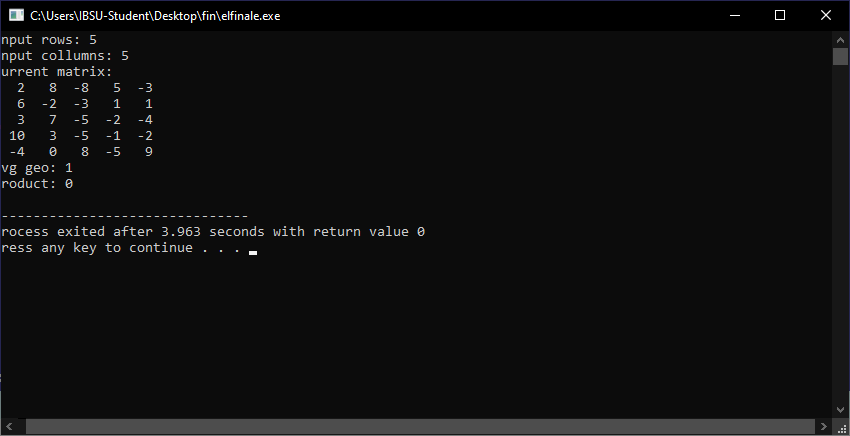 C:\Users\IBSU-Student\Desktop\fin\elfinale.exe
nput rows: 5
nput collumns: 5
urrent matrix:
2 8 -8 5 -3
6 -2 -3 1 1
3 7 -5 -2 -4
10 3 -5 -1 -2
-4 0 8 -5 9
vg geo: 1
roduct: 0
-------------------------------
rocess exited after 3.963 seconds with return value 0
ress any key to continue . . .